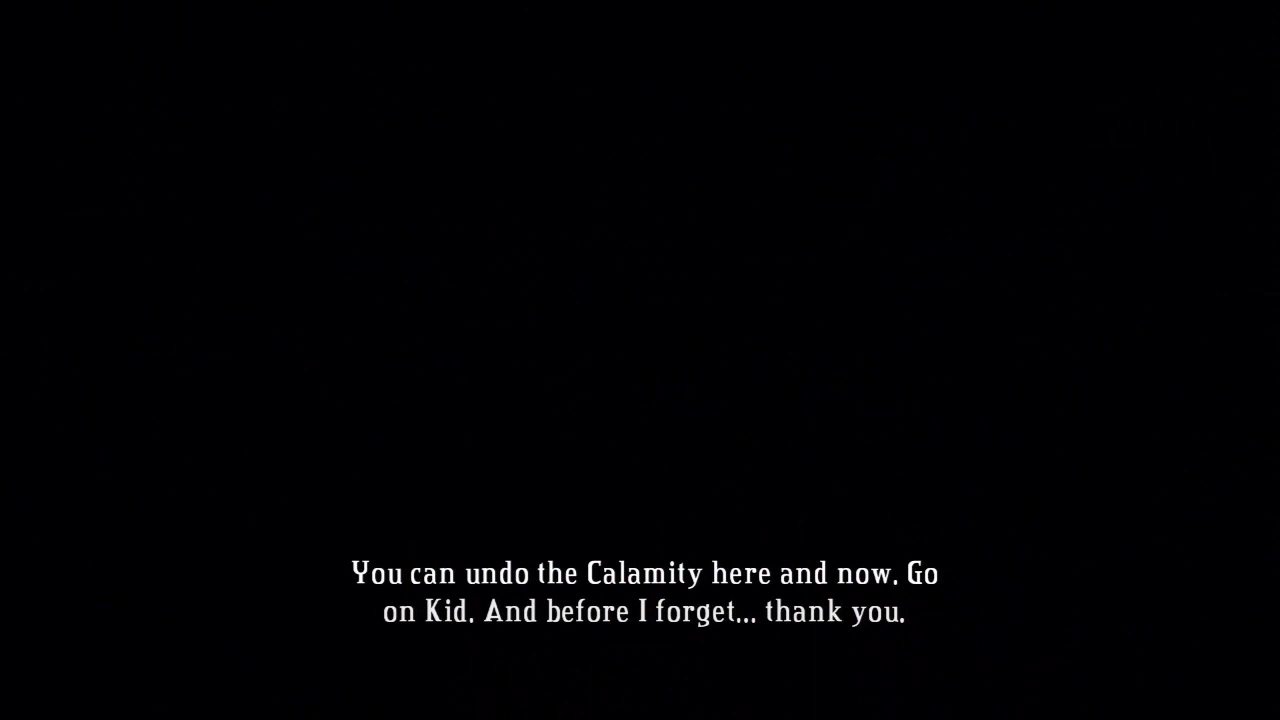 You can undo the Calamity here and now. Go
on Kid. And before I forget... thank you.